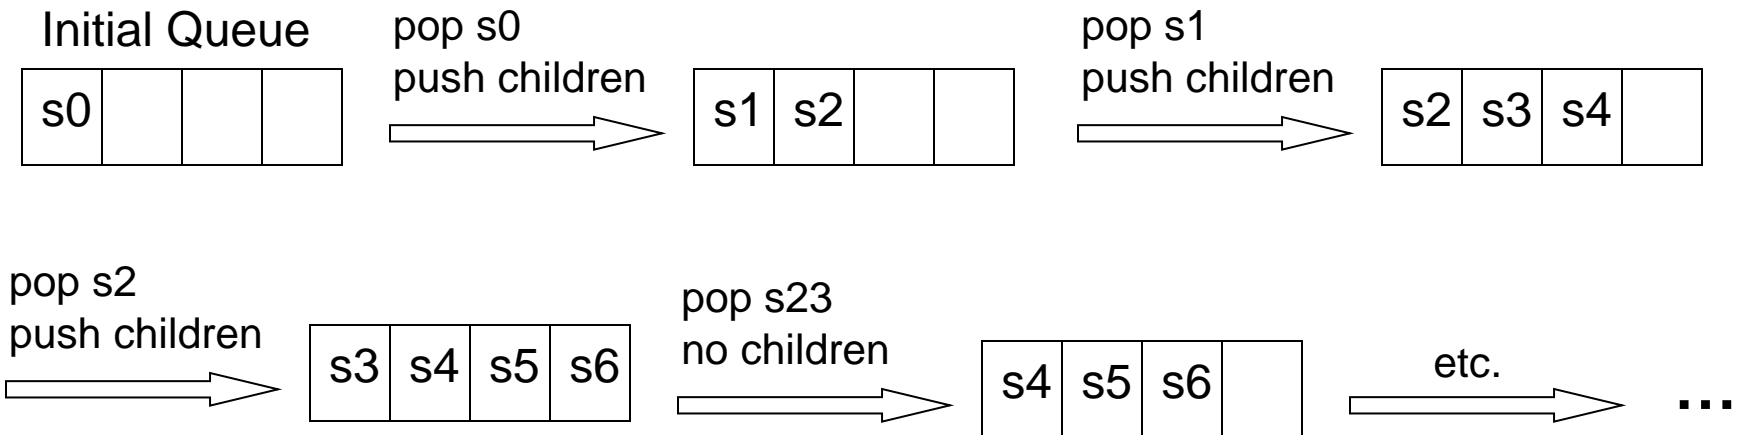 Initial Queue
s0
pop s0
push children
s1 s2
pop s1
push children
s2 s3 s4
pop s2
push children
s3 s4 s5 s6
pop s23
no children
s4 s5 s6
etc.
...